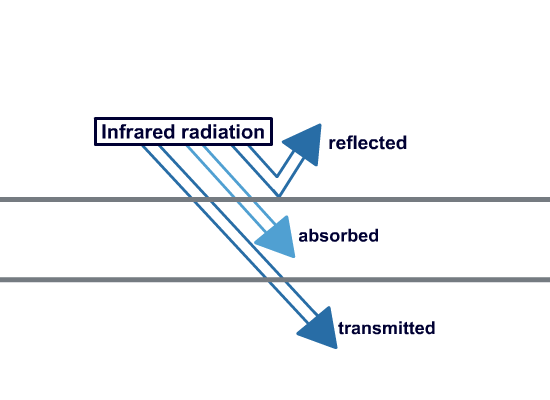 Infrared radiation
reflected
absorbed
transmitted